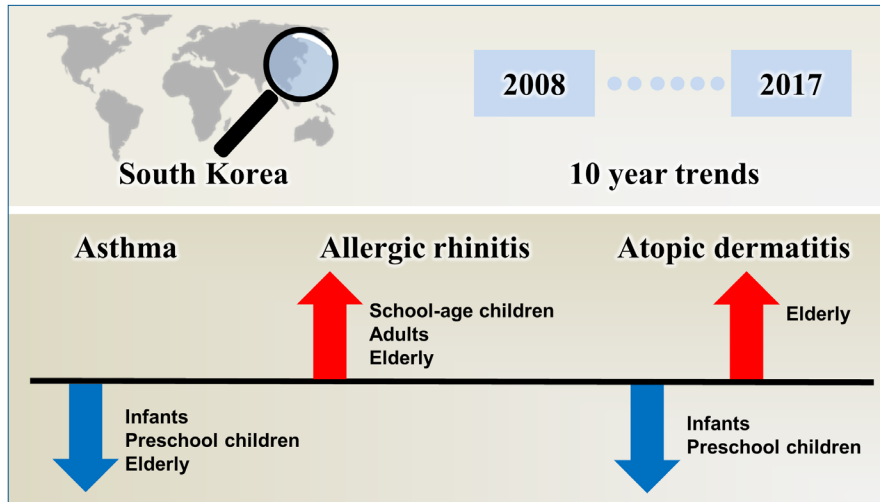 2008
2017
South Korea
10 year trends
Asthma
Allergic rhinitis
Atopic dermatitis
School-age children
Adults
Elderly
Elderly
Infants
Preschool children
Elderly
Infants
Preschool children